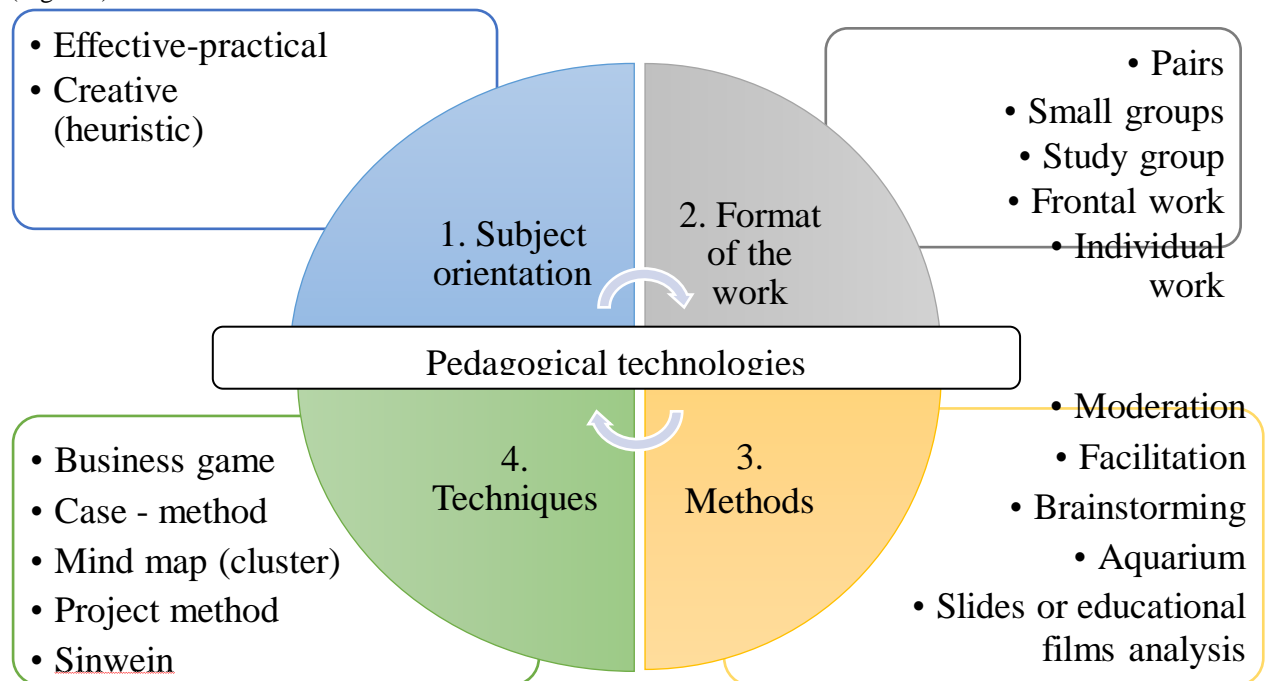 • Effective-practical
• Creative
(heuristic)
• Pairs
• Small groups
• Study group
• Frontal work
• Individual
work
1. Subject
orientation
2. Format
of the
work
Pedagogical technologies
4.
Techniques
3.
Methods
• Business game
• Case - method
• Mind map (cluster)
• Project method
• Sinwein
• Moderation
• Facilitation
• Brainstorming
• Aquarium
• Slides or educational
films analysis